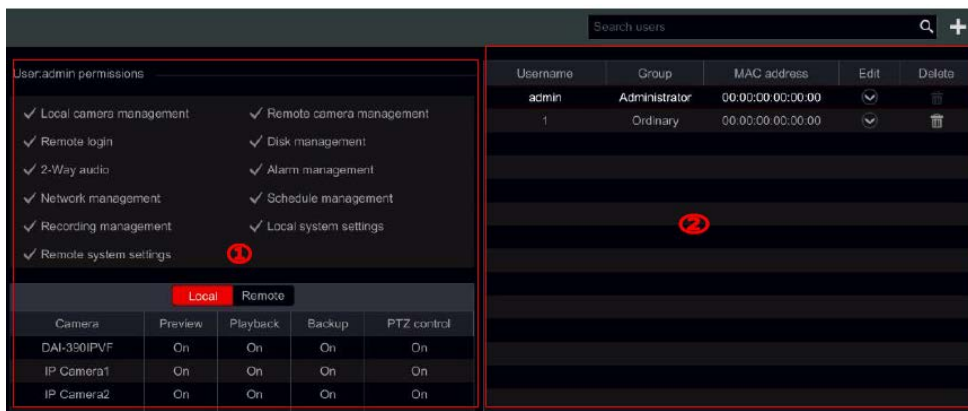 Search users
User:admin permissions
Local camera management Remote camera management
Remote login Disk management
2-Way audio Alarm management
Network management Schedule management
Recording management Local system settings
Remote system settings ①
Local Remote
Camera Preview Playback Backup PTZ control
DAI-390IPVF On On On On
IP Camera1 On On On On
IP Camera2 On On On On
Username Group MAC address Edit Delete
admin Administrator 00:00:00:00:00:00
1 Ordinary 00:00:00:00:00:00
②